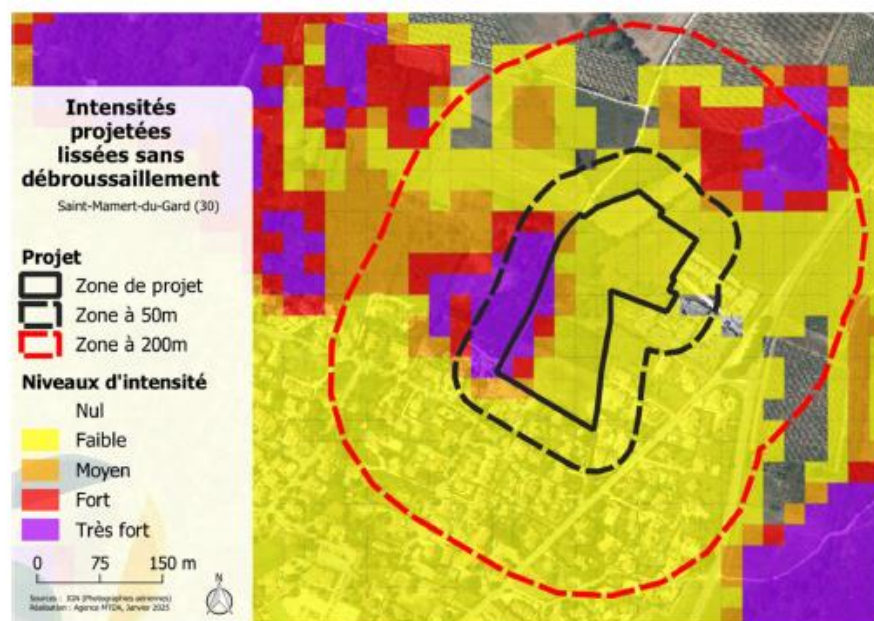 Intensités
projetées
lissées sans
débroussaillement
Saint-Mamert-du-Gard (30)
Projet
Zone de projet
Zone à 50m
Zone à 200m
Niveaux d'intensité
Nul
Faible
Moyen
Fort
Très fort
0 75 150 m
N
Sources : IGN (Photographies aériennes)
Réalisation : Agence MTDA, Janvier 2025